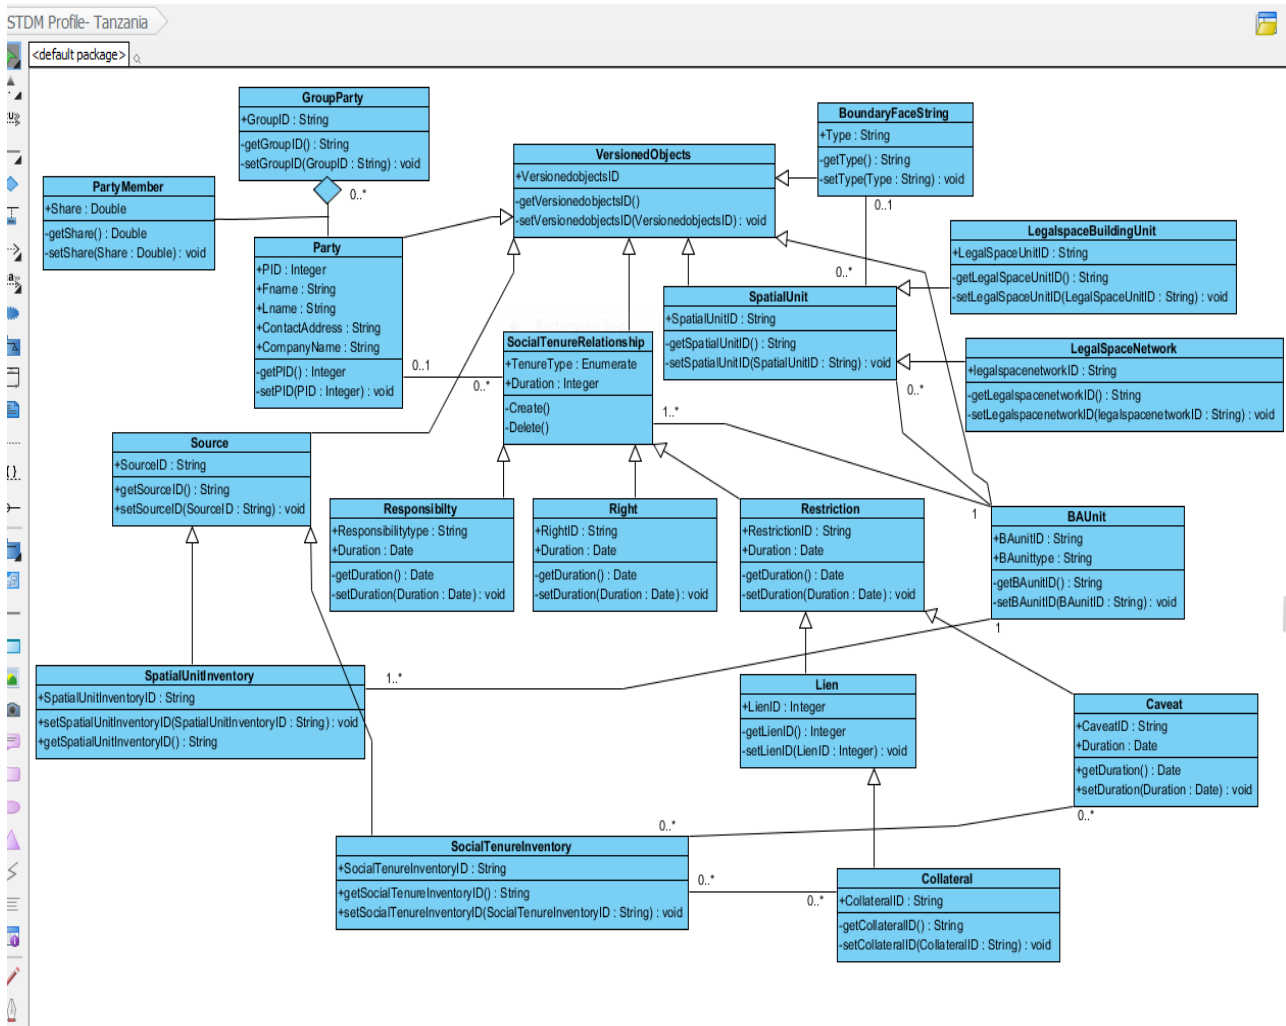 STDM Profile- Tanzania
<default package>
GroupParty
+GroupID : String
-getGroupID() : String
-setGroupID(GroupID : String) : void
0..*
PartyMember
+Share : Double
-getShare() : Double
-setShare(Share : Double) : void
Party
+PID : Integer
+Fname : String
+Lname : String
+ContactAddress : String
+CompanyName : String
-getPID() : Integer
-setPID(PID : Integer) : void
0..1
0..*
VersionedObjects
+VersionedobjectsID
-getVersionedobjectsID()
-setVersionedobjectsID(VersionedobjectsID) : void
BoundaryFaceString
+Type : String
-getType() : String
-setType(Type : String) : void
0..1
0..*
LegalspaceBuildingUnit
+LegalSpaceUnitID : String
-getLegalSpaceUnitID() : String
-setLegalSpaceUnitID(LegalSpaceUnitID : String) : void
SpatialUnit
+SpatialUnitID : String
-getSpatialUnitID() : String
-setSpatialUnitID(SpatialUnitID : String) : void
0..*
LegalSpaceNetwork
+legalspacenetworkID : String
-getLegalspacenetworkID() : String
-setLegalspacenetworkID(legalspacenetworkID : String) : void
SocialTenureRelationship
+TenureType : Enumerate
+Duration : Integer
-Create()
-Delete()
1..*
1
Source
+SourceID : String
+getSourceID() : String
+setSourceID(SourceID : String) : void
Responsibilty
+Responsibilitytype : String
+Duration : Date
-getDuration() : Date
-setDuration(Duration : Date) : void
Right
+RightID : String
+Duration : Date
-getDuration() : Date
-setDuration(Duration : Date) : void
Restriction
+RestrictionID : String
+Duration : Date
-getDuration() : Date
-setDuration(Duration : Date) : void
BAUnit
+BAunitID : String
+BAunittype : String
-getBAunitID() : String
-setBAunitID(BAunitID : String) : void
1
1..*
SpatialUnitInventory
+SpatialUnitInventoryID : String
+setSpatialUnitInventoryID(SpatialUnitInventoryID : String) : void
+getSpatialUnitInventoryID() : String
Lien
+LienID : Integer
-getLienID() : Integer
-setLienID(LienID : Integer) : void
Caveat
+CaveatID : String
+Duration : Date
+getDuration() : Date
+setDuration(Duration : Date) : void
0..*
0..*
SocialTenureInventory
+SocialTenureInventoryID : String
+getSocialTenureInventoryID() : String
+setSocialTenureInventoryID(SocialTenureInventoryID : String) : void
0..*
0..*
Collateral
+CollateralID : String
-getCollateralID() : String
-setCollateralID(CollateralID : String) : void